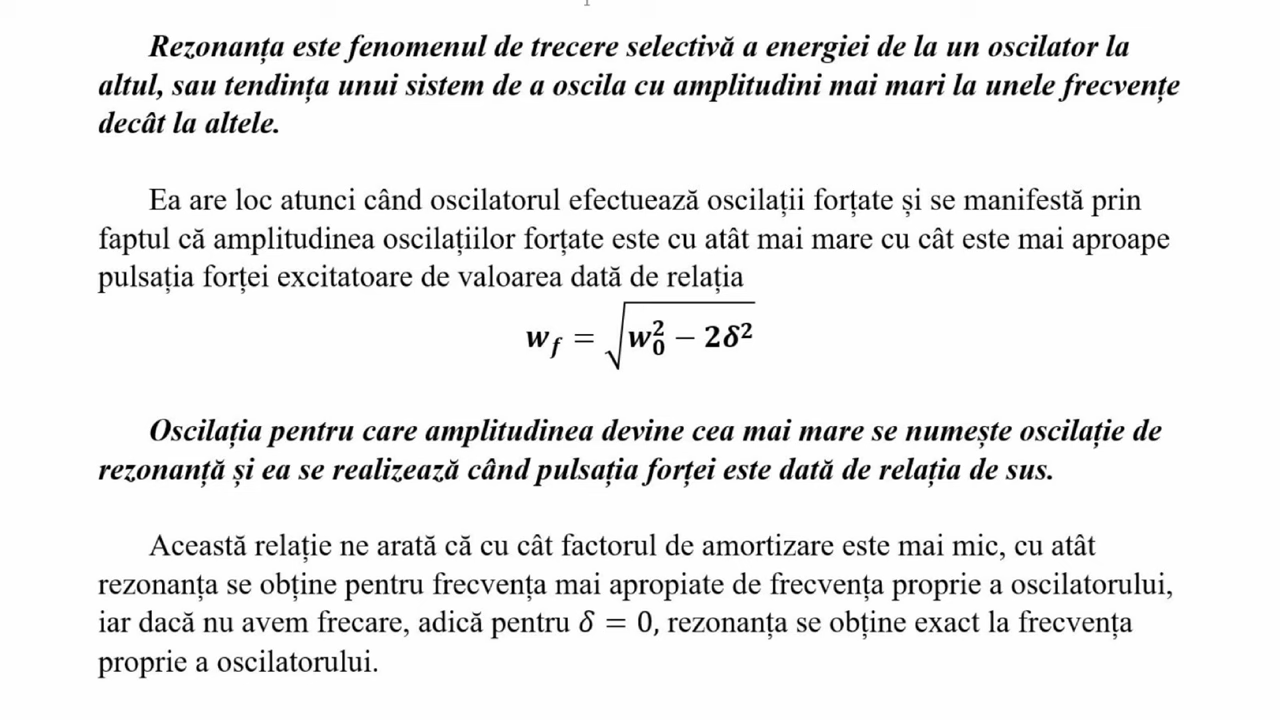 Rezonanța este fenomenul de trecere selectivă a energiei de la un oscilator la
altul, sau tendința unui sistem de a oscila cu amplitudini mai mari la unele frecvențe
decât la altele.
Ea are loc atunci când oscilatorul efectuează oscilații forțate și se manifestă prin
faptul că amplitudinea oscilațiilor forțate este cu atât mai mare cu cât este mai aproape
pulsația forței excitatoare de valoarea dată de relația
w_f = √(w_0^2 − 2δ^2)
Oscilația pentru care amplitudinea devine cea mai mare se numește oscilație de
rezonanță și ea se realizează când pulsația forței este dată de relația de sus.
Această relație ne arată că cu cât factorul de amortizare este mai mic, cu atât
rezonanța se obține pentru frecvența mai apropiate de frecvența proprie a oscilatorului,
iar dacă nu avem frecare, adică pentru δ = 0, rezonanța se obține exact la frecvența
proprie a oscilatorului.